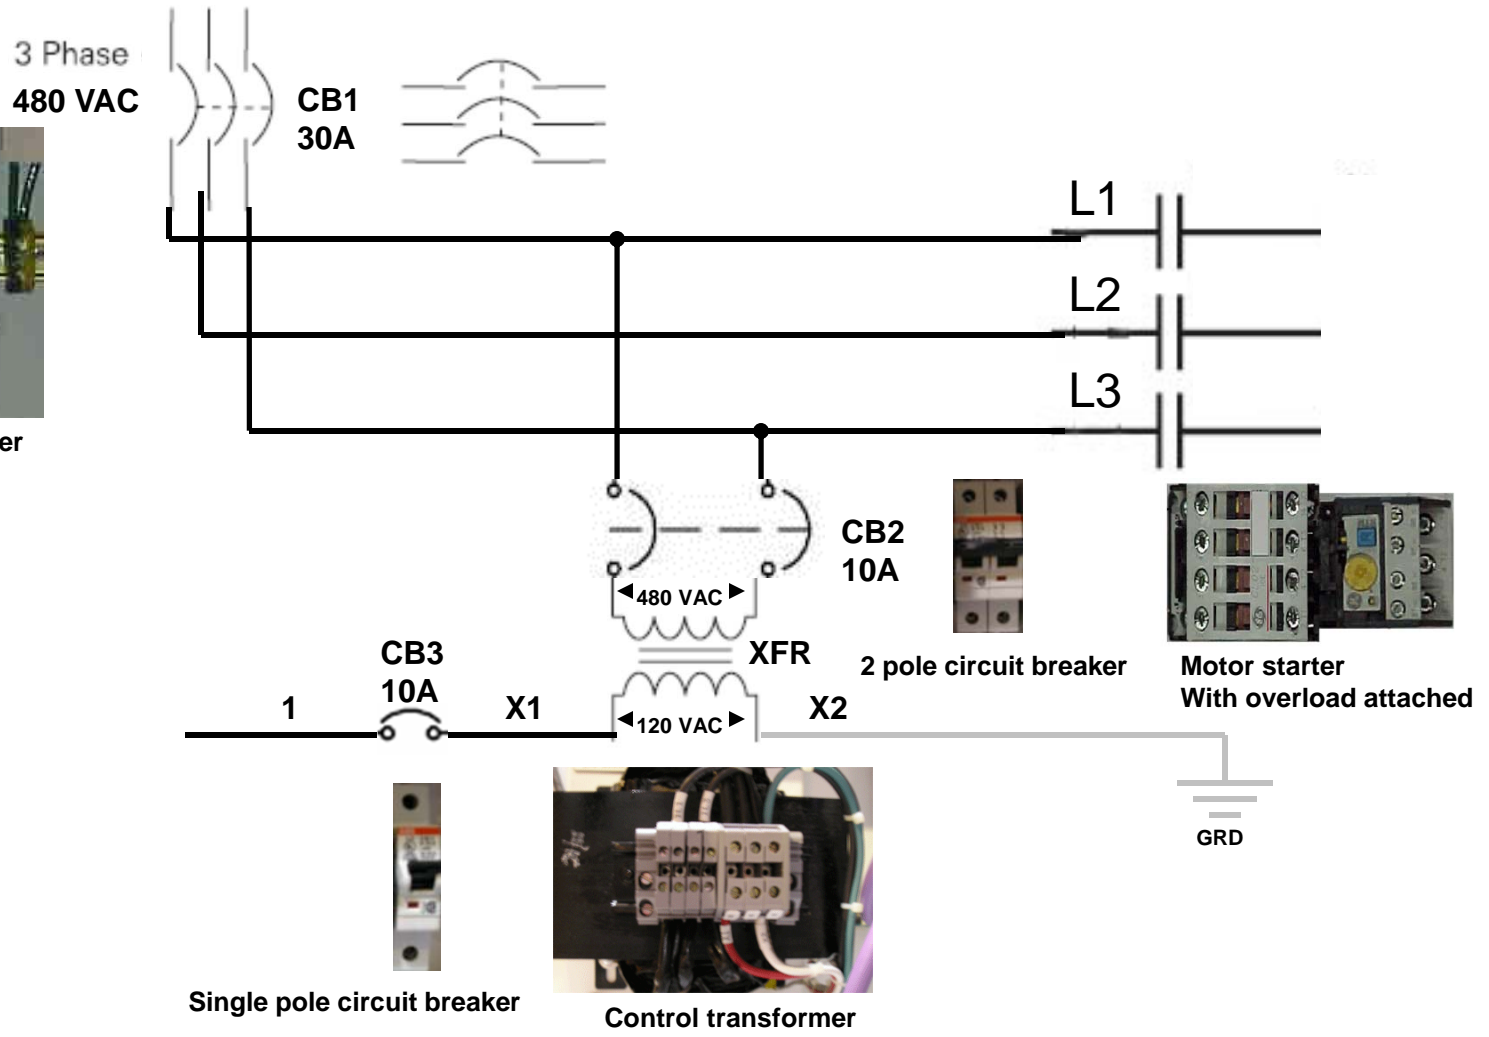 3 Phase
480 VAC
CB1
30A
L1
L2
L3
er
CB2
10A
480 VAC
XFR
CB3
10A
2 pole circuit breaker
Motor starter
With overload attached
1
X1
120 VAC
X2
GRD
Single pole circuit breaker
Control transformer